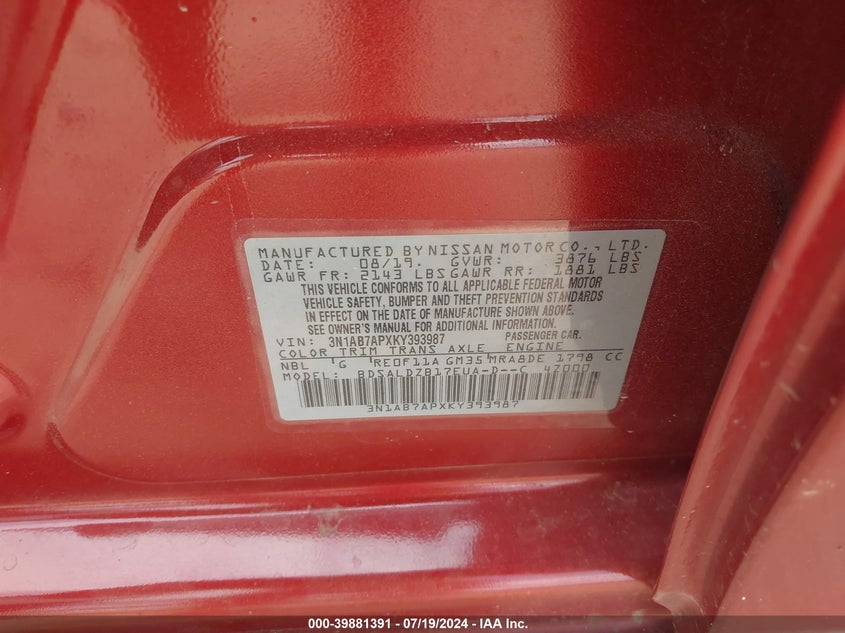 MANUFACTURED BY NISSAN MOTOR CO., LTD.
DATE: 08/19. GVWR: 3876 LBS
GAWR FR: 2143 LBS GAWR RR: 1881 LBS
THIS VEHICLE CONFORMS TO ALL APPLICABLE FEDERAL MOTOR
VEHICLE SAFETY, BUMPER AND THEFT PREVENTION STANDARDS
IN EFFECT ON THE DATE OF MANUFACTURE SHOWN ABOVE.
SEE OWNER'S MANUAL FOR ADDITIONAL INFORMATION.
VIN: 3N1AB7APXKY393987 PASSENGER CAR.
COLOR TRIM TRANS AXLE ENGINE
NBL G RE0F11A GM35 MRA8DE 1798 CC
MODEL: BDSALDZB17EUA-D--C 4Z000
3N1AB7APXKY393987
000-39881391 - 07/19/2024 - IAA Inc.